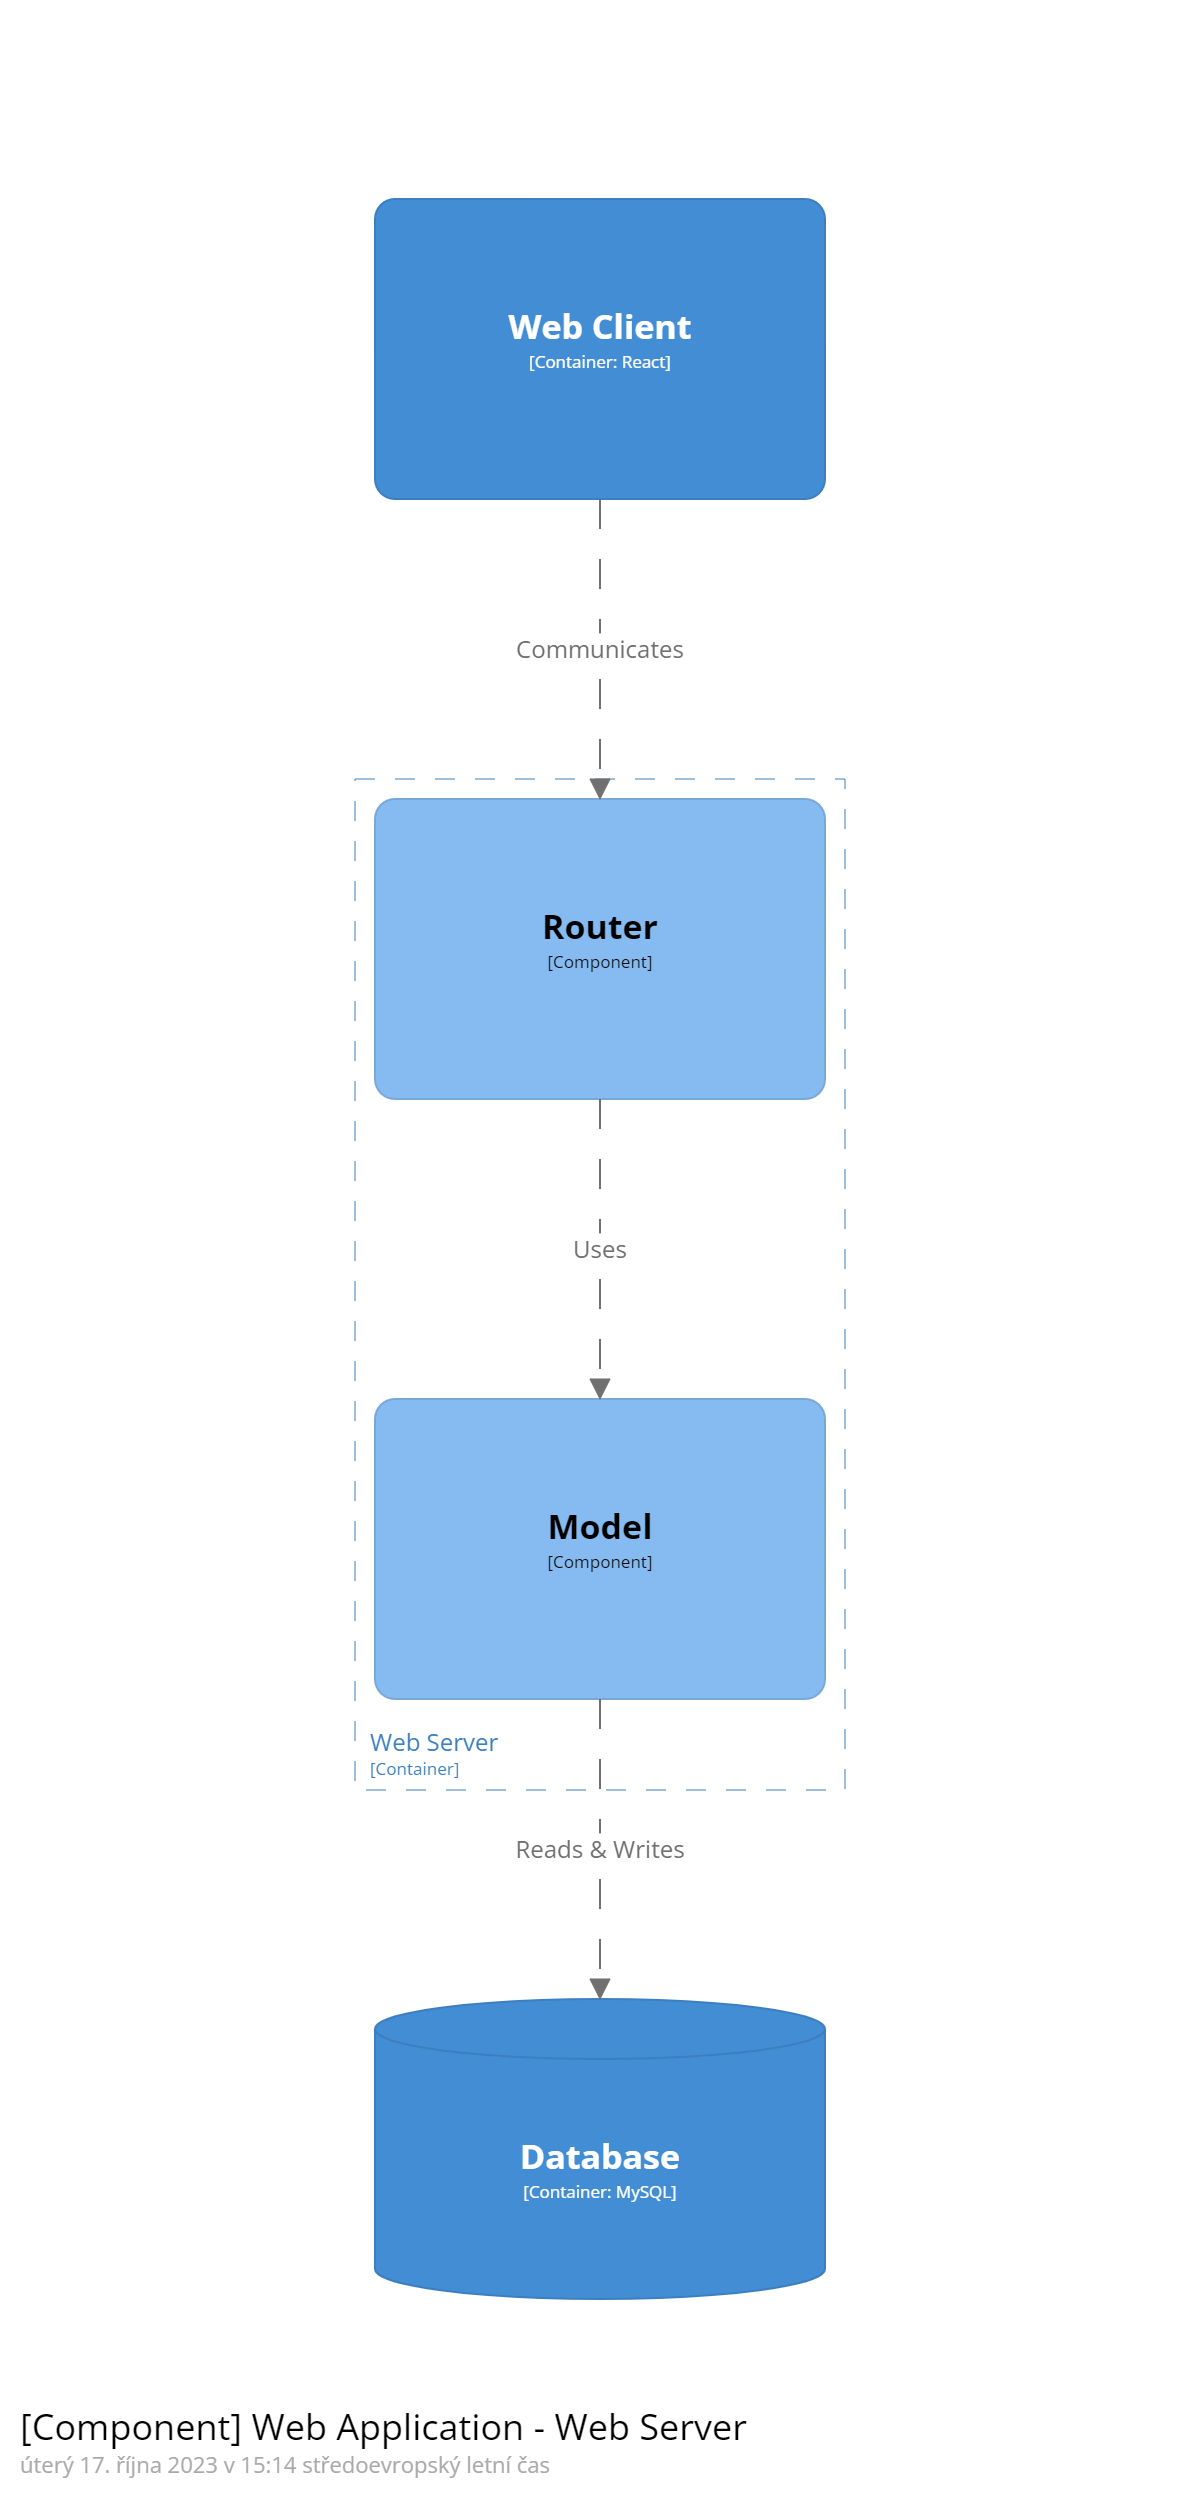 Web Client
[Container: React]
Communicates
Router
[Component]
Uses
Model
[Component]
Web Server
[Container]
Reads & Writes
Database
[Container: MySQL]
[Component] Web Application - Web Server
úterý 17. října 2023 v 15:14 středoevropský letní čas